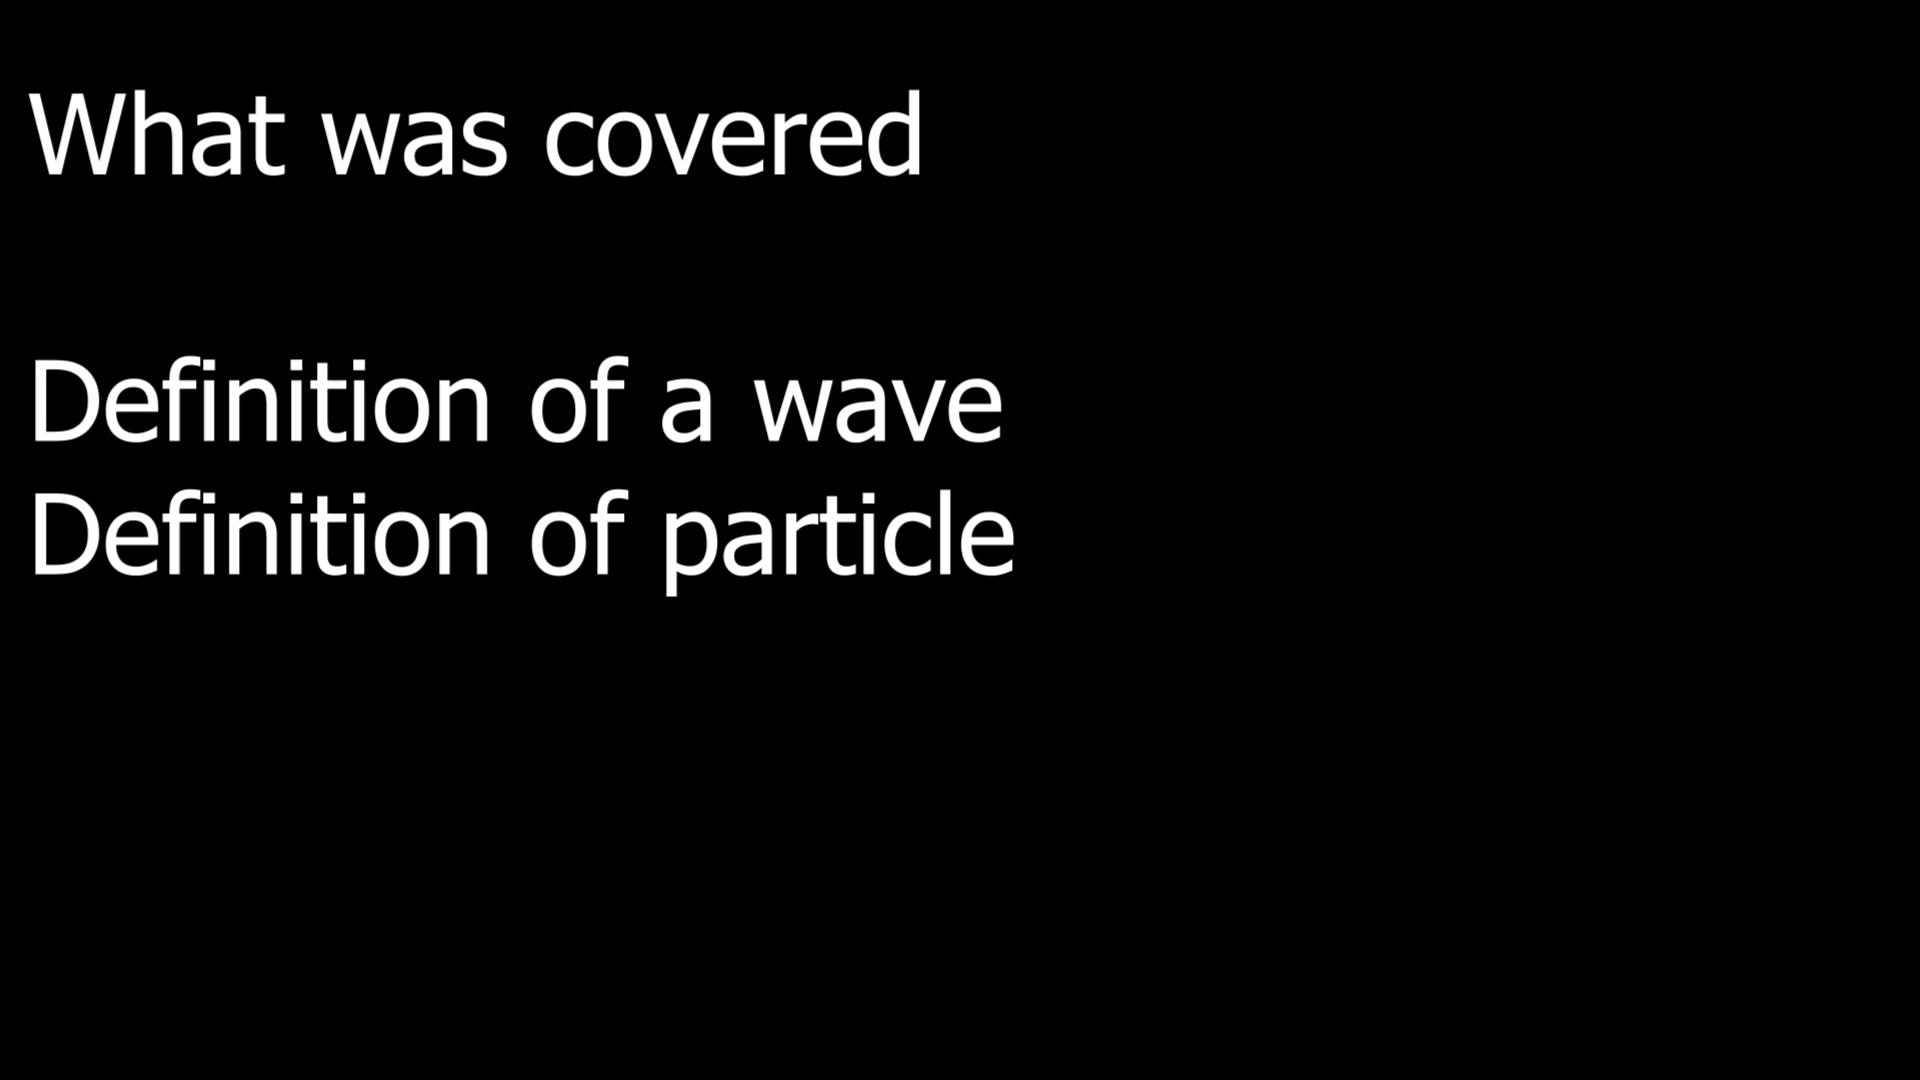 What was covered
Definition of a wave
Definition of particle